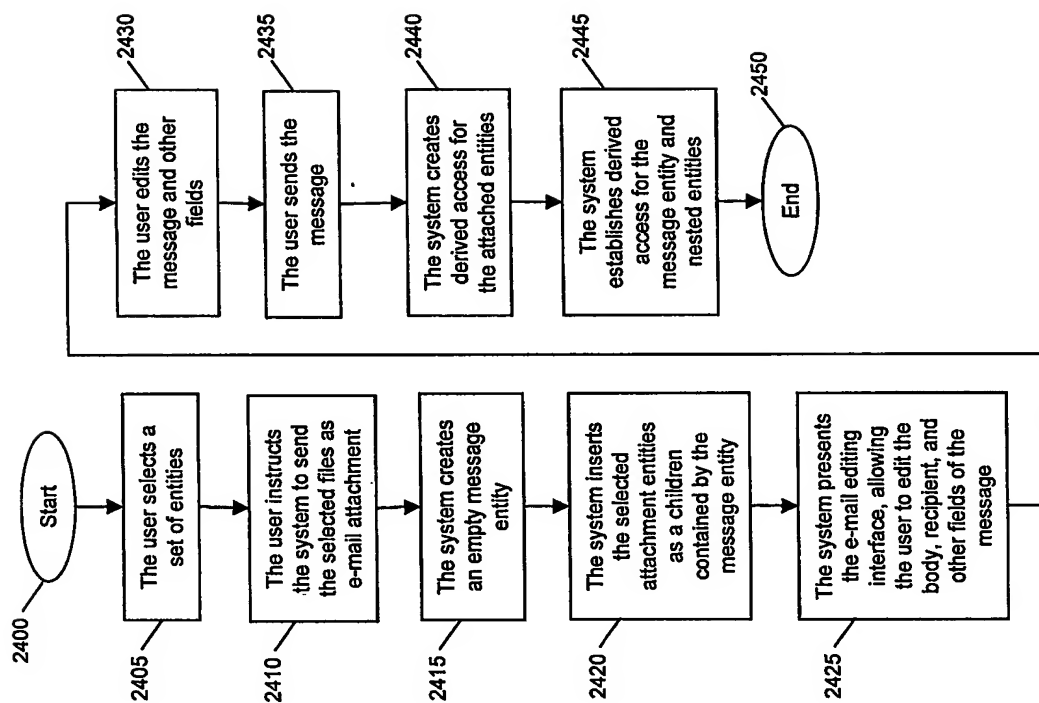 2400
Start
2405
The user selects a
set of entities
2410
The user instructs
the system to send
the selected files as
e-mail attachment
2415
The system creates
an empty message
entity
2420
The system inserts
the selected
attachment entities
as a children
contained by the
message entity
2425
The system presents
the e-mail editing
interface, allowing
the user to edit the
body, recipient, and
other fields of the
message
2430
The user edits the
message and other
fields
2435
The user sends the
message
2440
The system creates
derived access for
the attached entities
2445
The system
establishes derived
access for the
message entity and
nested entities
2450
End